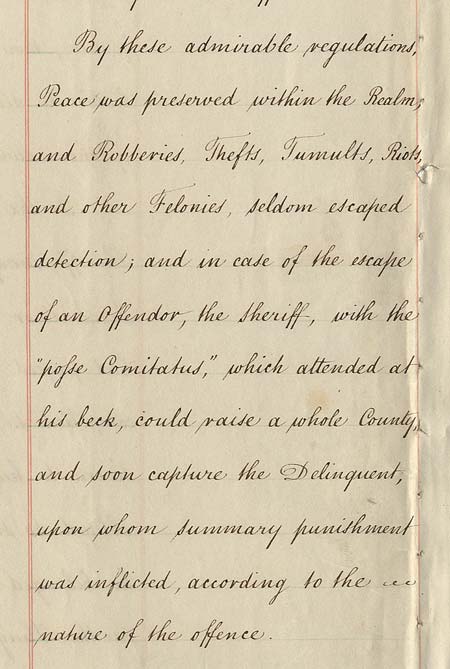 By these admirable regulations,
Peace was preserved within the Realm;
and Robberies, Thefts, Tumults, Riots,
and other Felonies, seldom escaped
detection; and in case of the escape
of an Offendor, the Sheriff, with the
"poſse Comitatus," which attended at
his beck, could raise a whole County,
and soon capture the Delinquent,
upon whom summary punishment
was inflicted, according to the
nature of the offence.